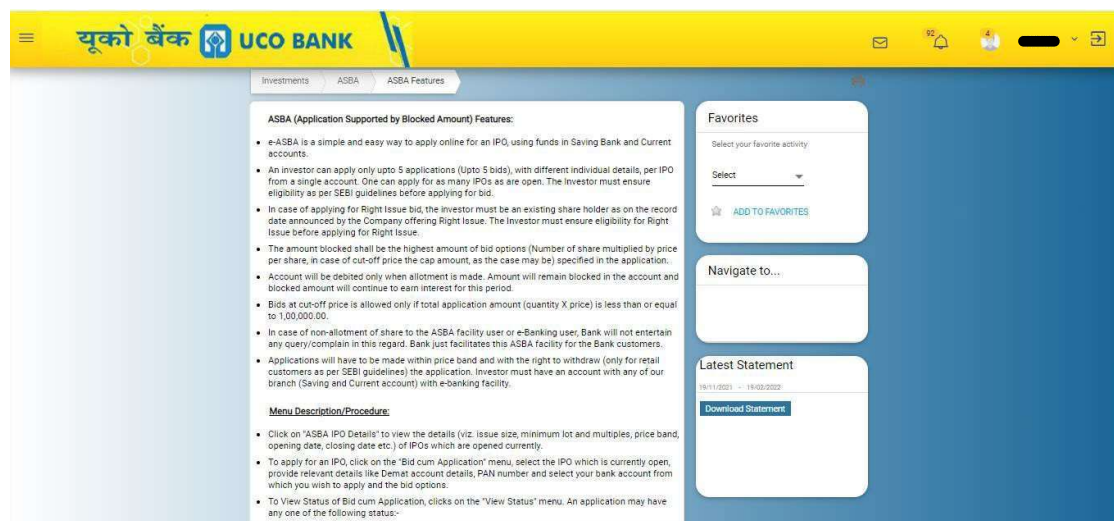 यूको बैंक UCO BANK
92
4
Investments ASBA ASBA Features
ASBA (Application Supported by Blocked Amount) Features:
e-ASBA is a simple and easy way to apply online for an IPO, using funds in Saving Bank and Current
accounts.
An investor can apply only upto 5 applications (Upto 5 bids), with different individual details, per IPO
from a single account. One can apply for as many IPOs as are open. The Investor must ensure
eligibility as per SEBI guidelines before applying for bid.
In case of applying for Right Issue bid, the investor must be an existing share holder as on the record
date announced by the Company offering Right Issue. The Investor must ensure eligibility for Right
Issue before applying for Right Issue.
The amount blocked shall be the highest amount of bid options (Number of share multiplied by price
per share, in case of cut-off price the cap amount, as the case may be) specified in the application.
Account will be debited only when allotment is made. Amount will remain blocked in the account and
blocked amount will continue to earn interest for this period.
Bids at cut-off price is allowed only if total application amount (quantity X price) is less than or equal
to 1,00,000.00.
In case of non-allotment of share to the ASBA facility user or e-Banking user, Bank will not entertain
any query/complain in this regard. Bank just facilitates this ASBA facility for the Bank customers.
Applications will have to be made within price band and with the right to withdraw (only for retail
customers as per SEBI guidelines) the application. Investor must have an account with any of our
branch (Saving and Current account) with e-banking facility.
Menu Description/Procedure:
Click on "ASBA IPO Details" to view the details (viz. issue size, minimum lot and multiples, price band,
opening date, closing date etc.) of IPOs which are opened currently.
To apply for an IPO, click on the "Bid cum Application" menu, select the IPO which is currently open,
provide relevant details like Demat account details, PAN number and select your bank account from
which you wish to apply and the bid options.
To View Status of Bid cum Application, clicks on the "View Status" menu. An application may have
any one of the following status:-
Favorites
Select your favorite activity
Select
ADD TO FAVORITES
Navigate to...
Latest Statement
19/11/2021 - 19/02/2022
Download Statement